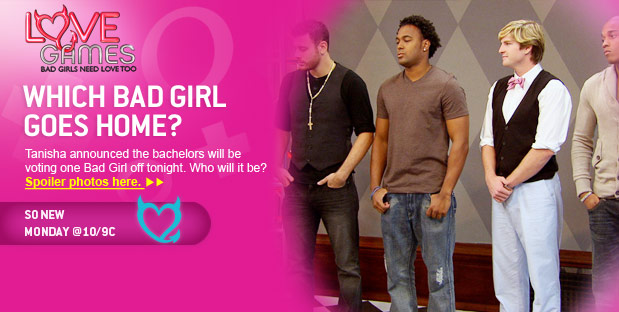 LOVE
GAMES
BAD GIRLS NEED LOVE TOO
WHICH BAD GIRL
GOES HOME?
Tanisha announced the bachelors will be
voting one Bad Girl off tonight. Who will it be?
Spoiler photos here.
SO NEW
MONDAY @10/9C